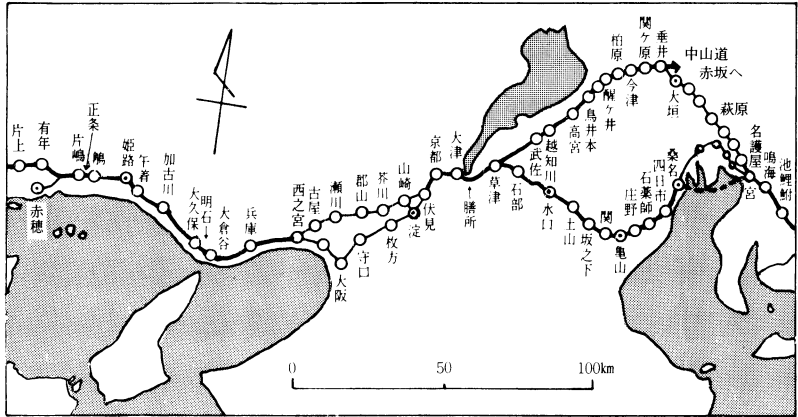 片上
有年
赤穂
正条
片嶋
鵤
姫路
午着
加古川
大久保
明石
大倉谷
兵庫
西之宮
古屋
瀬川
郡山
芥川
山崎
大阪
守口
枚方
淀
伏見
京都
大津
膳所
草津
武佐
越知川
高宮
鳥井本
醒ヶ井
柏原
今津
関ヶ原
垂井
中山道
赤坂へ
大垣
萩原
名護屋
石部
水口
土山
坂之下
関
亀山
庄野
石薬師
四日市
桑名
宮
鳴海
池鯉鮒
0 50 100km